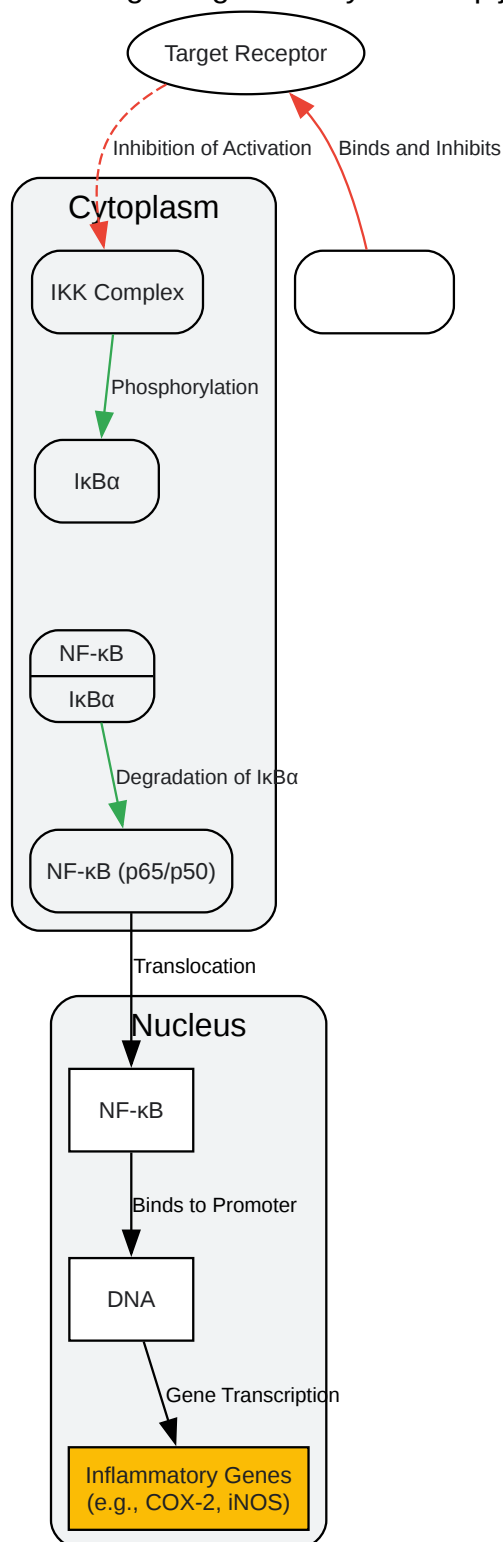 Target Receptor
Inhibition of Activation
Binds and Inhibits
Cytoplasm
IKK Complex
Phosphorylation
IκBα
NF-κB
IκBα
Degradation of IκBα
NF-κB (p65/p50)
Translocation
Nucleus
NF-κB
Binds to Promoter
DNA
Gene Transcription
Inflammatory Genes
(e.g., COX-2, iNOS)